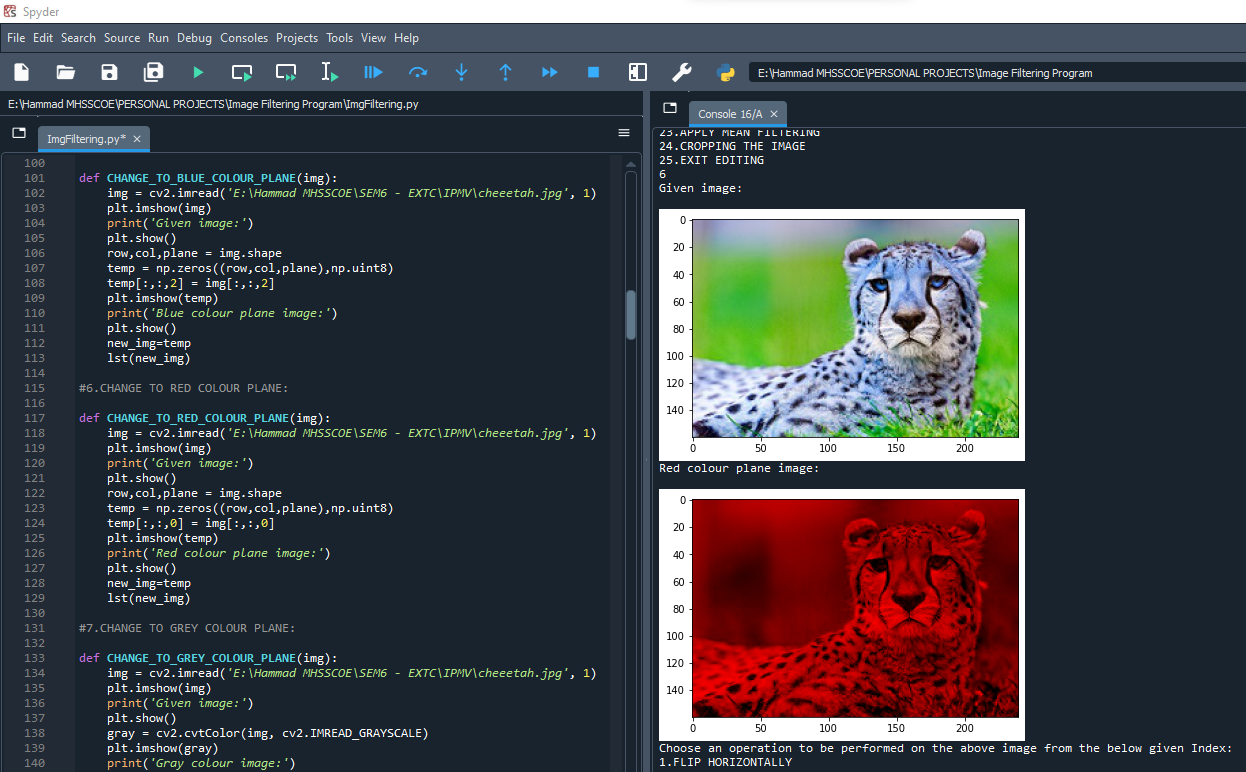 Spyder
File Edit Search Source Run Debug Consoles Projects Tools View Help
E:\Hammad MHSSCOE\PERSONAL PROJECTS\Image Filtering Program
E:\Hammad MHSSCOE\PERSONAL PROJECTS\Image Filtering Program\ImgFiltering.py
ImgFiltering.py*
100
101 def CHANGE_TO_BLUE_COLOUR_PLANE(img):
102 img = cv2.imread('E:\Hammad MHSSCOE\SEM6 - EXTC\IPMV\cheeetah.jpg', 1)
103 plt.imshow(img)
104 print('Given image:')
105 plt.show()
106 row,col,plane = img.shape
107 temp = np.zeros((row,col,plane),np.uint8)
108 temp[:,:,2] = img[:,:,2]
109 plt.imshow(temp)
110 print('Blue colour plane image:')
111 plt.show()
112 new_img=temp
113 lst(new_img)
114
115 #6.CHANGE TO RED COLOUR PLANE:
116
117 def CHANGE_TO_RED_COLOUR_PLANE(img):
118 img = cv2.imread('E:\Hammad MHSSCOE\SEM6 - EXTC\IPMV\cheeetah.jpg', 1)
119 plt.imshow(img)
120 print('Given image:')
121 plt.show()
122 row,col,plane = img.shape
123 temp = np.zeros((row,col,plane),np.uint8)
124 temp[:,:,0] = img[:,:,0]
125 plt.imshow(temp)
126 print('Red colour plane image:')
127 plt.show()
128 new_img=temp
129 lst(new_img)
130
131 #7.CHANGE TO GREY COLOUR PLANE:
132
133 def CHANGE_TO_GREY_COLOUR_PLANE(img):
134 img = cv2.imread('E:\Hammad MHSSCOE\SEM6 - EXTC\IPMV\cheeetah.jpg', 1)
135 plt.imshow(img)
136 print('Given image:')
137 plt.show()
138 gray = cv2.cvtColor(img, cv2.IMREAD_GRAYSCALE)
139 plt.imshow(gray)
140 print('Gray colour image:')
Console 16/A
23.APPLY MEAN FILTERING
24.CROPPING THE IMAGE
25.EXIT EDITING
6
Given image:
0
20
40
60
80
100
120
140
0 50 100 150 200
Red colour plane image:
0
20
40
60
80
100
120
140
0 50 100 150 200
Choose an operation to be performed on the above image from the below given Index:
1.FLIP HORIZONTALLY